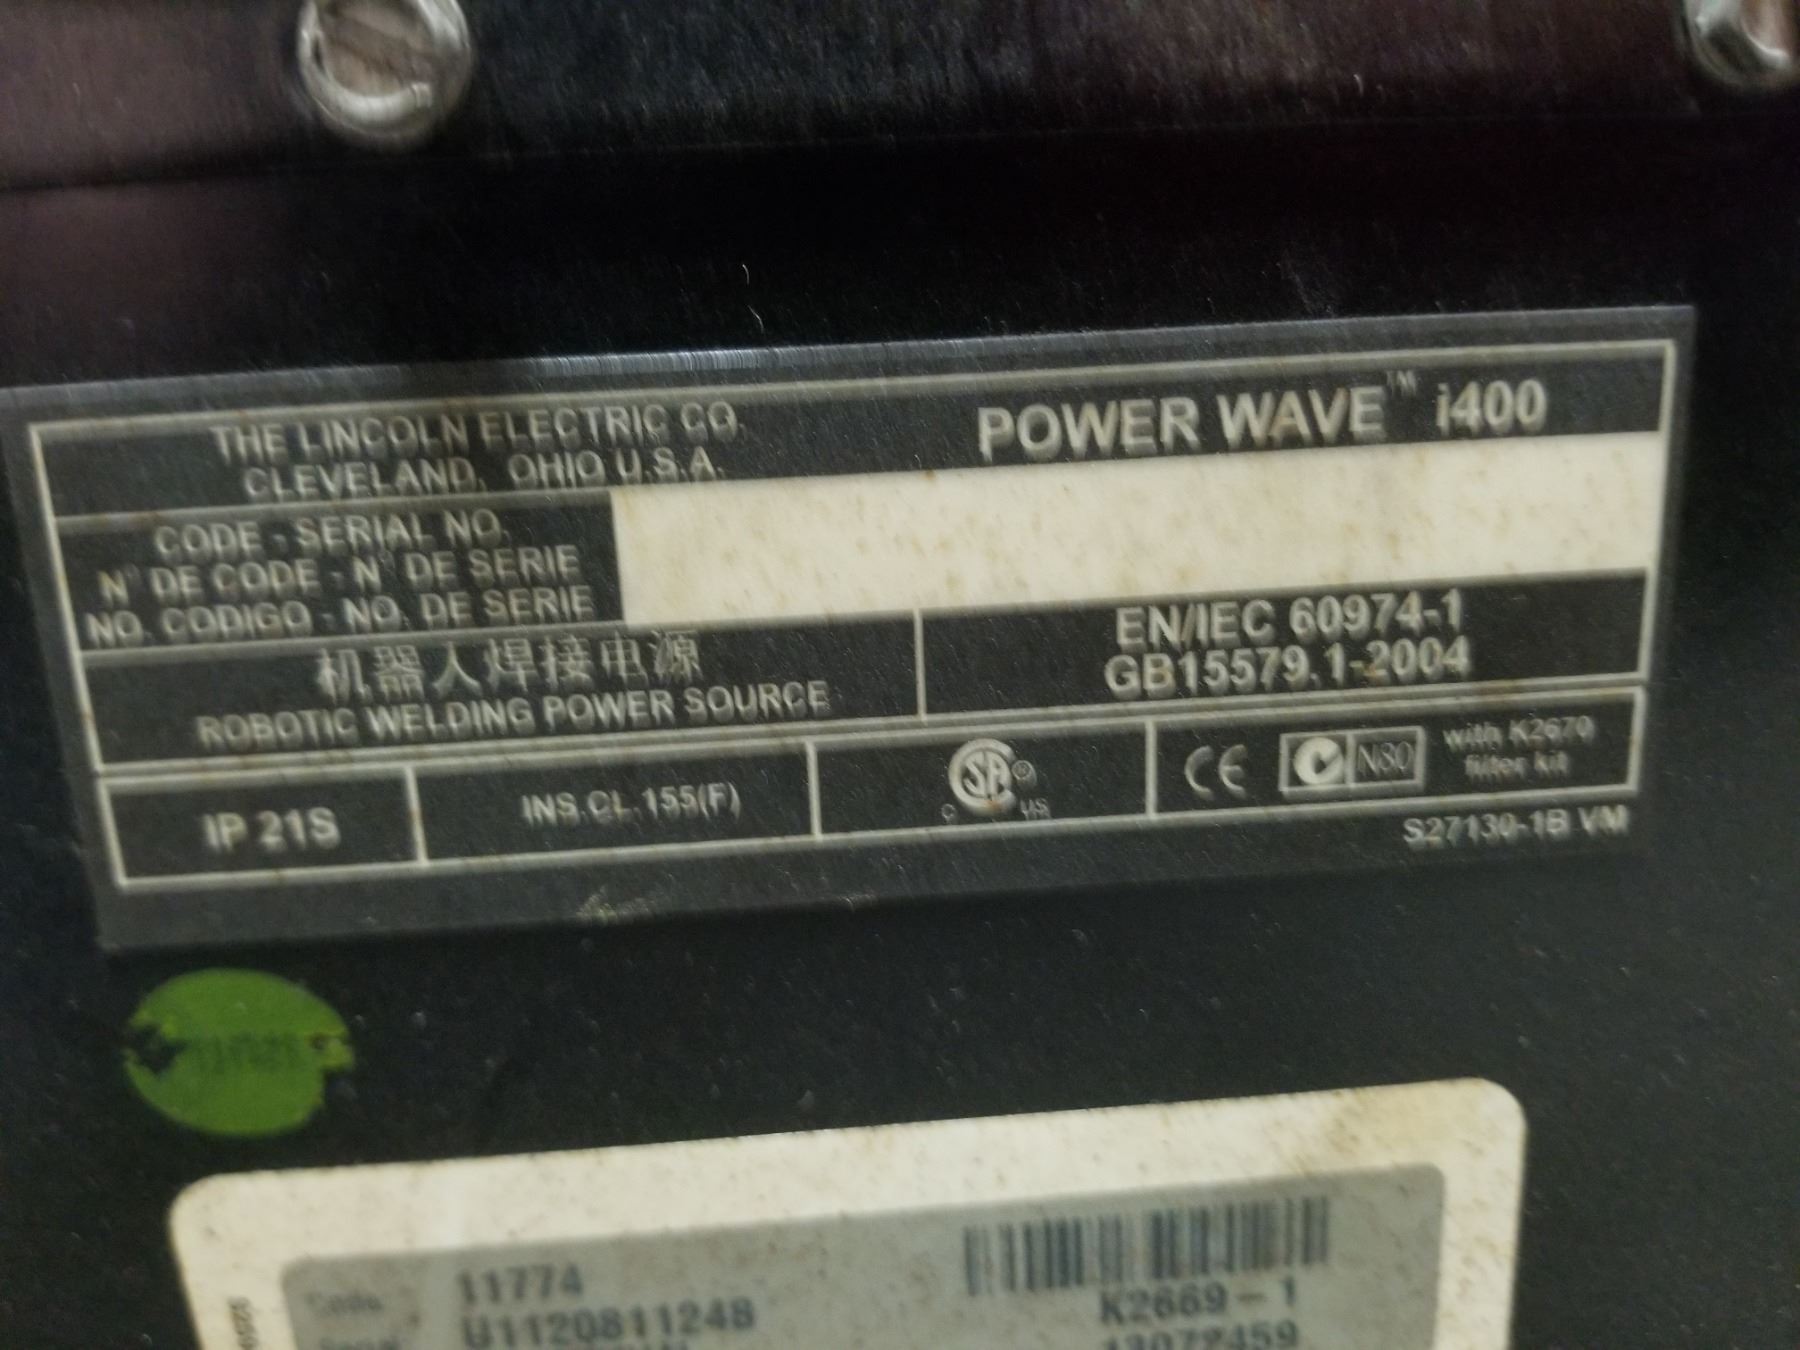 THE LINCOLN ELECTRIC CO.
CLEVELAND, OHIO U.S.A.
POWER WAVE™ i400
CODE - SERIAL NO.
N° DE CODE - N° DE SERIE
NO. CODIGO - NO. DE SERIE
机器人焊接电源
ROBOTIC WELDING POWER SOURCE
EN/IEC 60974-1
GB15579.1-2004
IP 21S
INS.CL.155(F)
C SA® US
CE
N80
with K2670
filter kit
S27130-1B VM
Code 11774
U1120811248
K2669-1